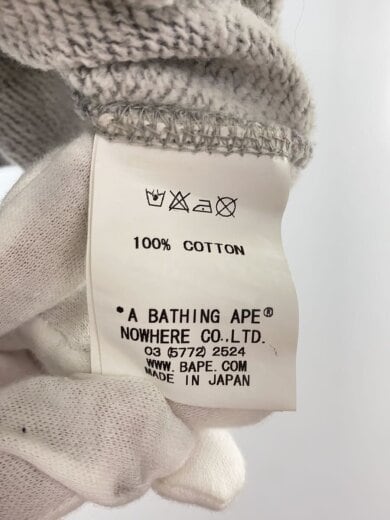 100% COTTON
*A BATHING APE®
NOWHERE CO.,LTD.
03 (5772) 2524
WWW.BAPE.COM
MADE IN JAPAN